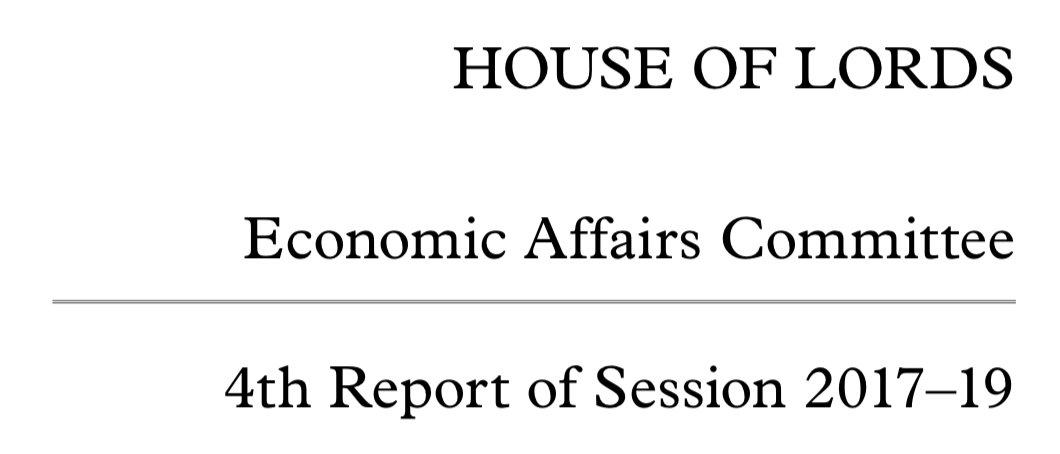 HOUSE OF LORDS
Economic Affairs Committee
4th Report of Session 2017–19